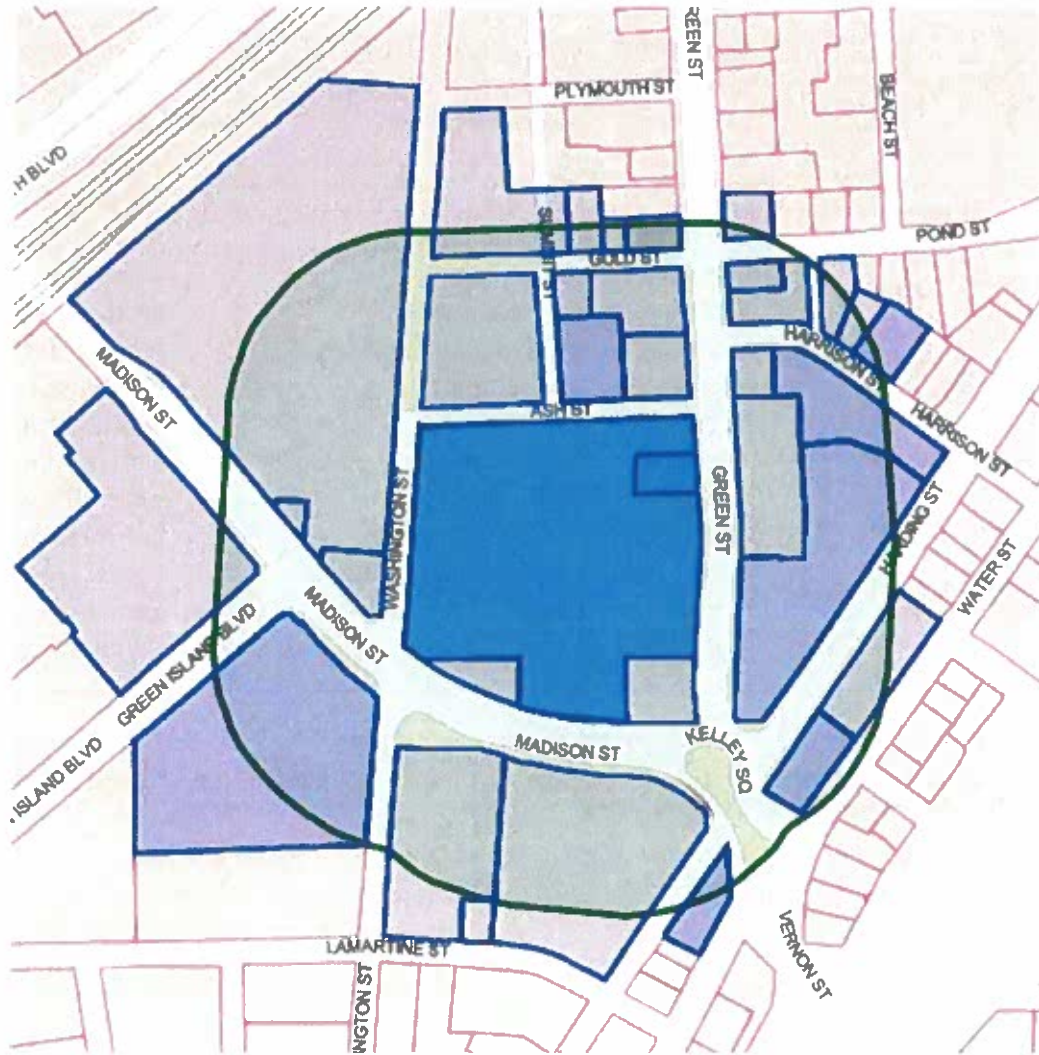 REEN ST
PLYMOUTH ST
BEACH ST
H BLVD
POND ST
SUMMIT ST
GOLD ST
HARRISON ST
MADISON ST
ASH ST
HARRISON ST
WASHINGTON ST
GREEN ST
HARDING ST
WATER ST
MADISON ST
GREEN ISLAND BLVD
ISLAND BLVD
MADISON ST
KELLEY SQ
LAMARTINE ST
VERNON ST
NGTON ST